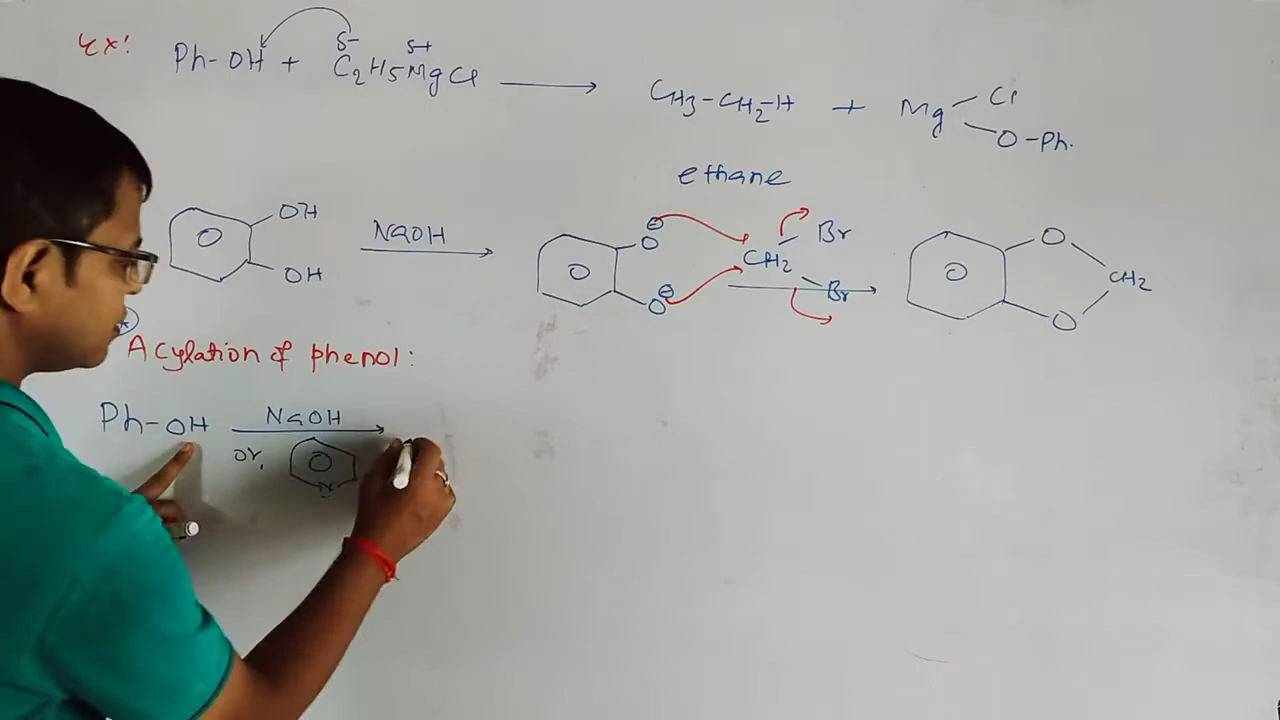 Ex:
Ph-OH + C2H5MgCl → CH3-CH2-H + Mg Cl O-Ph.
δ- δ+
ethane
OH OH NaOH → O⊖ O⊖ CH2 Br Br → O O CH2
Acylation of phenol:
Ph-OH NaOH →
or, N